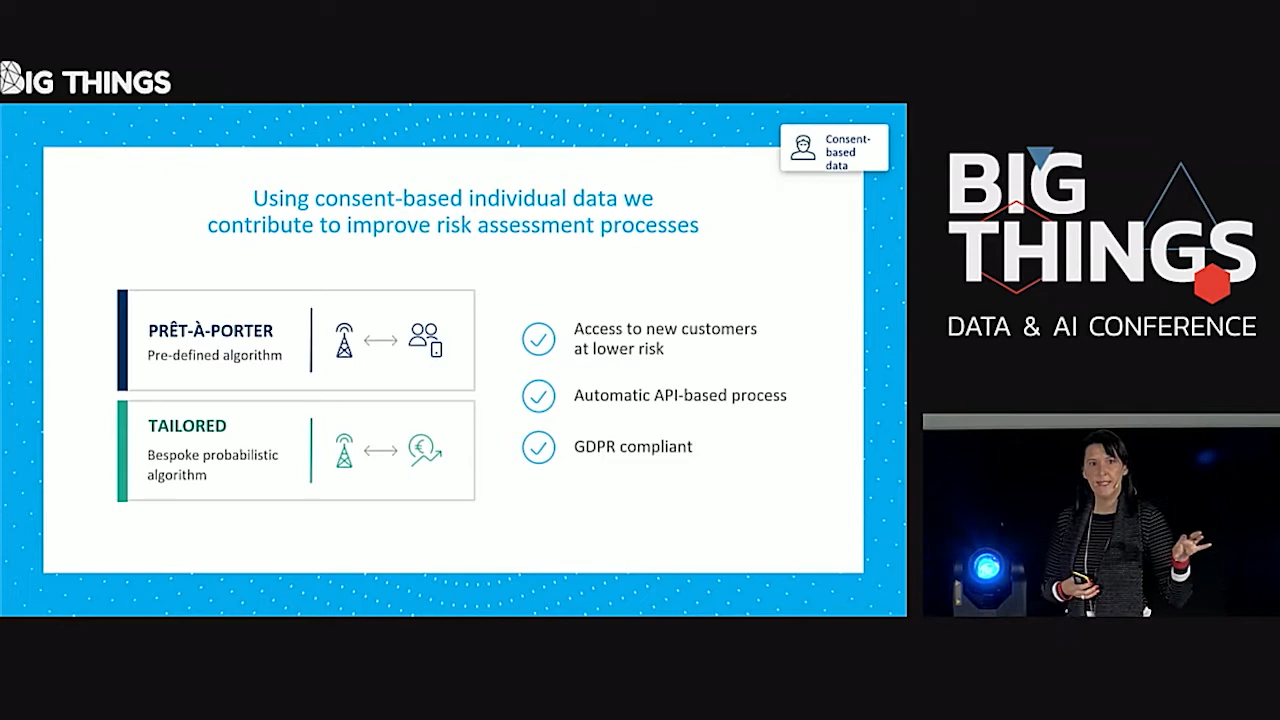 BIG THINGS
Consent-
based
data
Using consent-based individual data we
contribute to improve risk assessment processes
PRÊT-À-PORTER
Pre-defined algorithm
TAILORED
Bespoke probabilistic
algorithm
€
Access to new customers
at lower risk
Automatic API-based process
GDPR compliant
BIG
THINGS
DATA & AI CONFERENCE